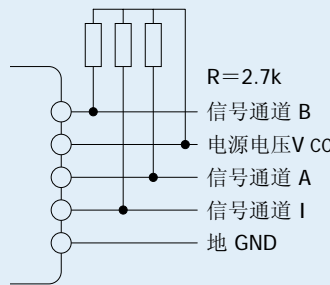 R=2.7k
信号通道 B
电源电压V CC
信号通道 A
信号通道 I
地 GND